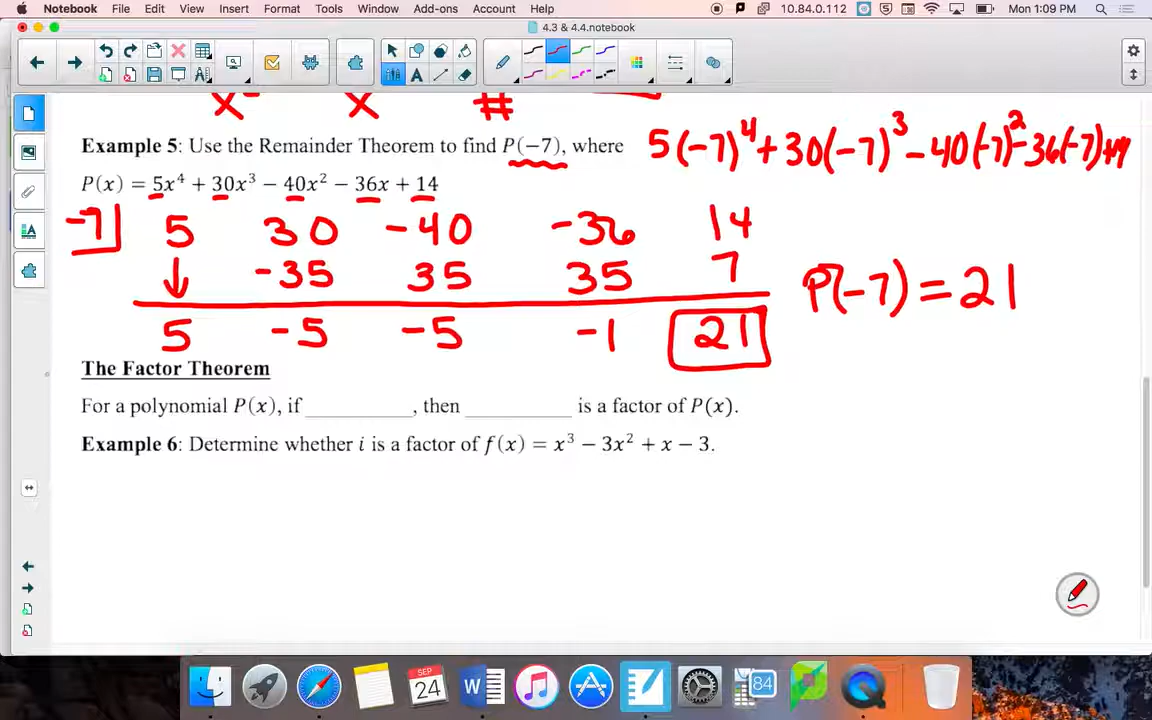 Notebook File Edit View Insert Format Tools Window Add-ons Account Help 10.84.0.112 Mon 1:09 PM
4.3 & 4.4.notebook
x x #
Example 5: Use the Remainder Theorem to find P(−7), where
5(-7)^4 + 30(-7)^3 - 40(-7)^2 - 36(-7) +
P(x) = 5x⁴ + 30x³ − 40x² − 36x + 14
-7 5 30 -40 -36 14
↓ -35 35 35 7
P(-7) = 21
5 -5 -5 -1 21
The Factor Theorem
For a polynomial P(x), if __________, then __________ is a factor of P(x).
Example 6: Determine whether i is a factor of f(x) = x³ − 3x² + x − 3.
SEP
24
W
84